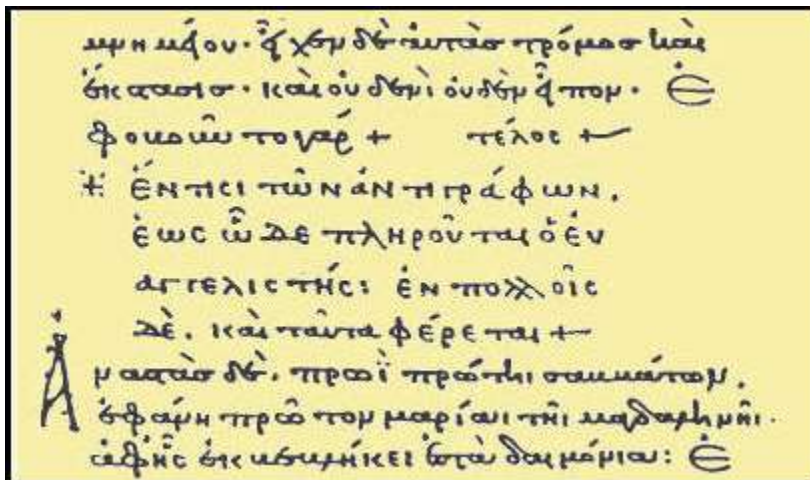 μνημείου· εἶχεν δὲ αὐτὰς τρόμος καὶ
ἔκστασις· καὶ οὐδενὶ οὐδὲν εἶπον· ἐ
φοβοῦντο γάρ + τέλος +
+ ἔν τισι τῶν ἀντιγράφων.
ἕως ὧδε πληροῦται ὁ εὐ
αγγελιστής: ἐν πολλοῖς
δὲ. καὶ ταῦτα φέρεται +
Ἀναστὰς δὲ. πρωῒ πρώτηι σαββάτων.
ἐφάνη πρῶτον μαρίαι τῆι μαγδαληνῆι·
ἀφ ἧς ἐκβεβλήκει ἑπτὰ δαιμόνια: ἐ